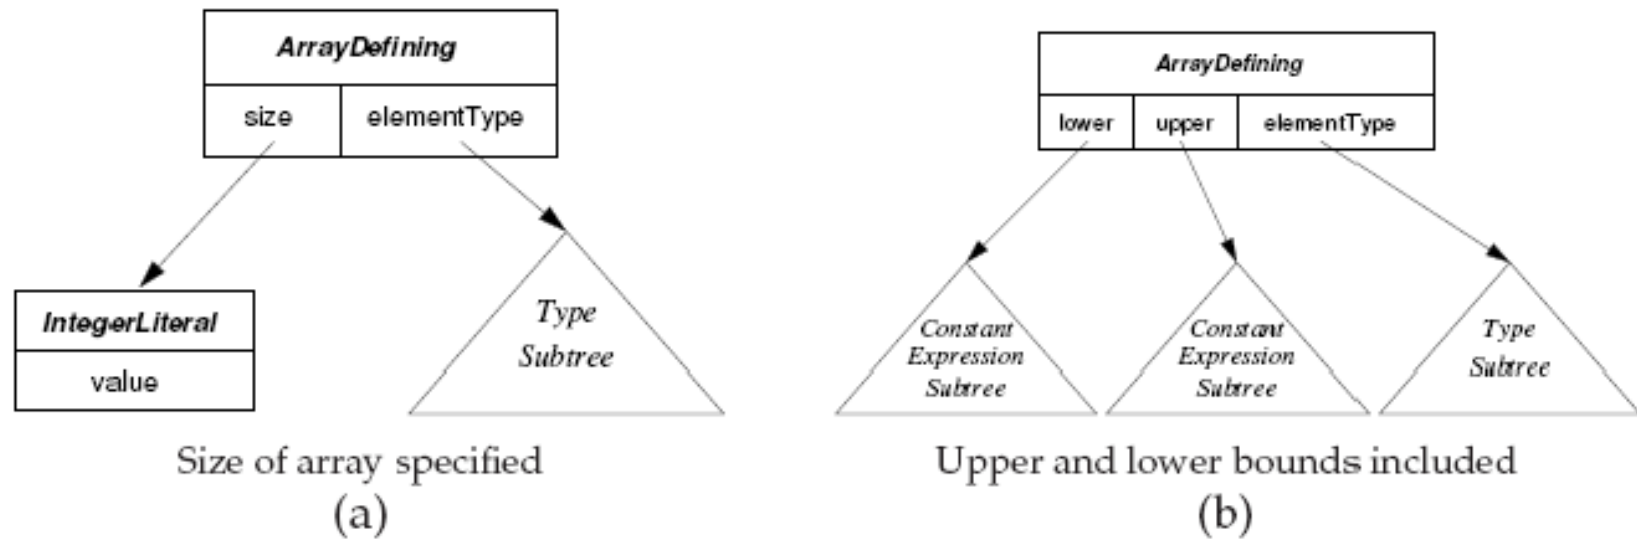 ArrayDefining
size elementType
IntegerLiteral
value
Type
Subtree
Size of array specified
(a)
ArrayDefining
lower upper elementType
Constant
Expression
Subtree
Constant
Expression
Subtree
Type
Subtree
Upper and lower bounds included
(b)